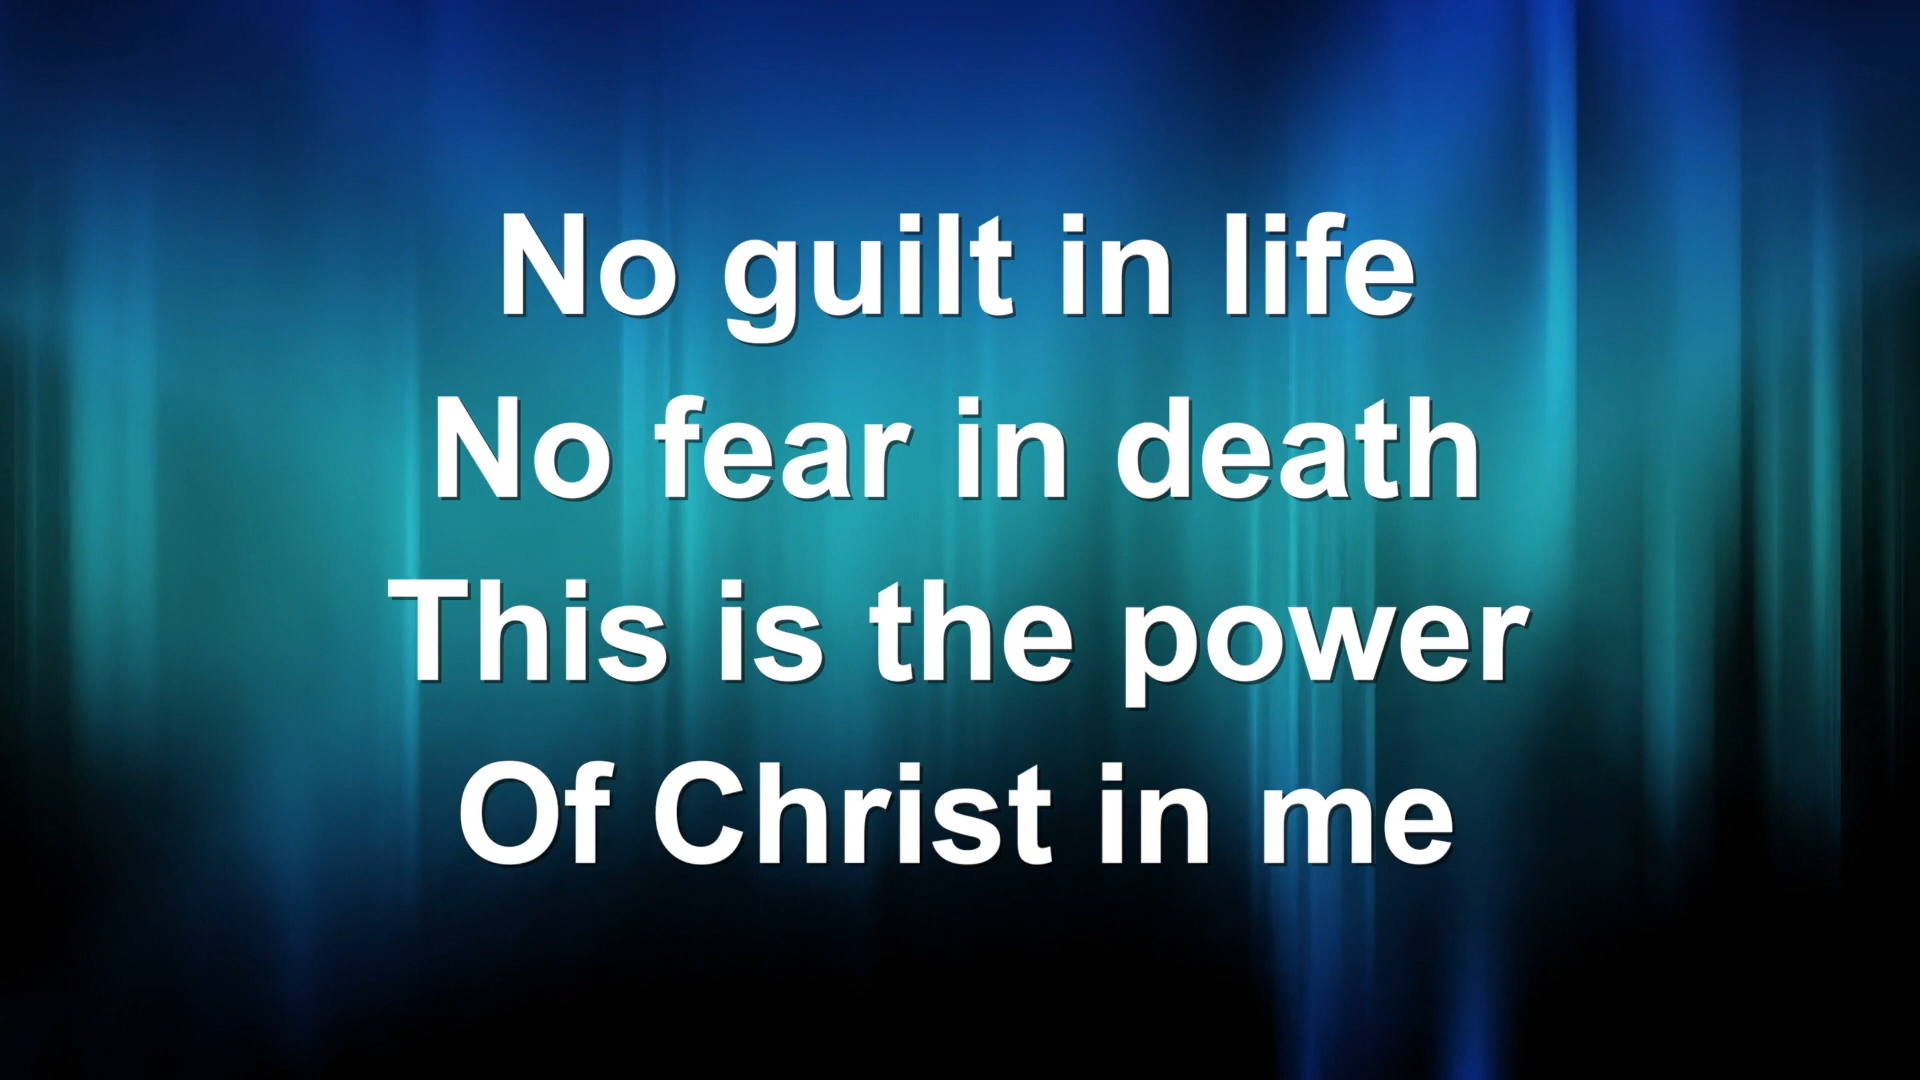 No guilt in life
No fear in death
This is the power
Of Christ in me